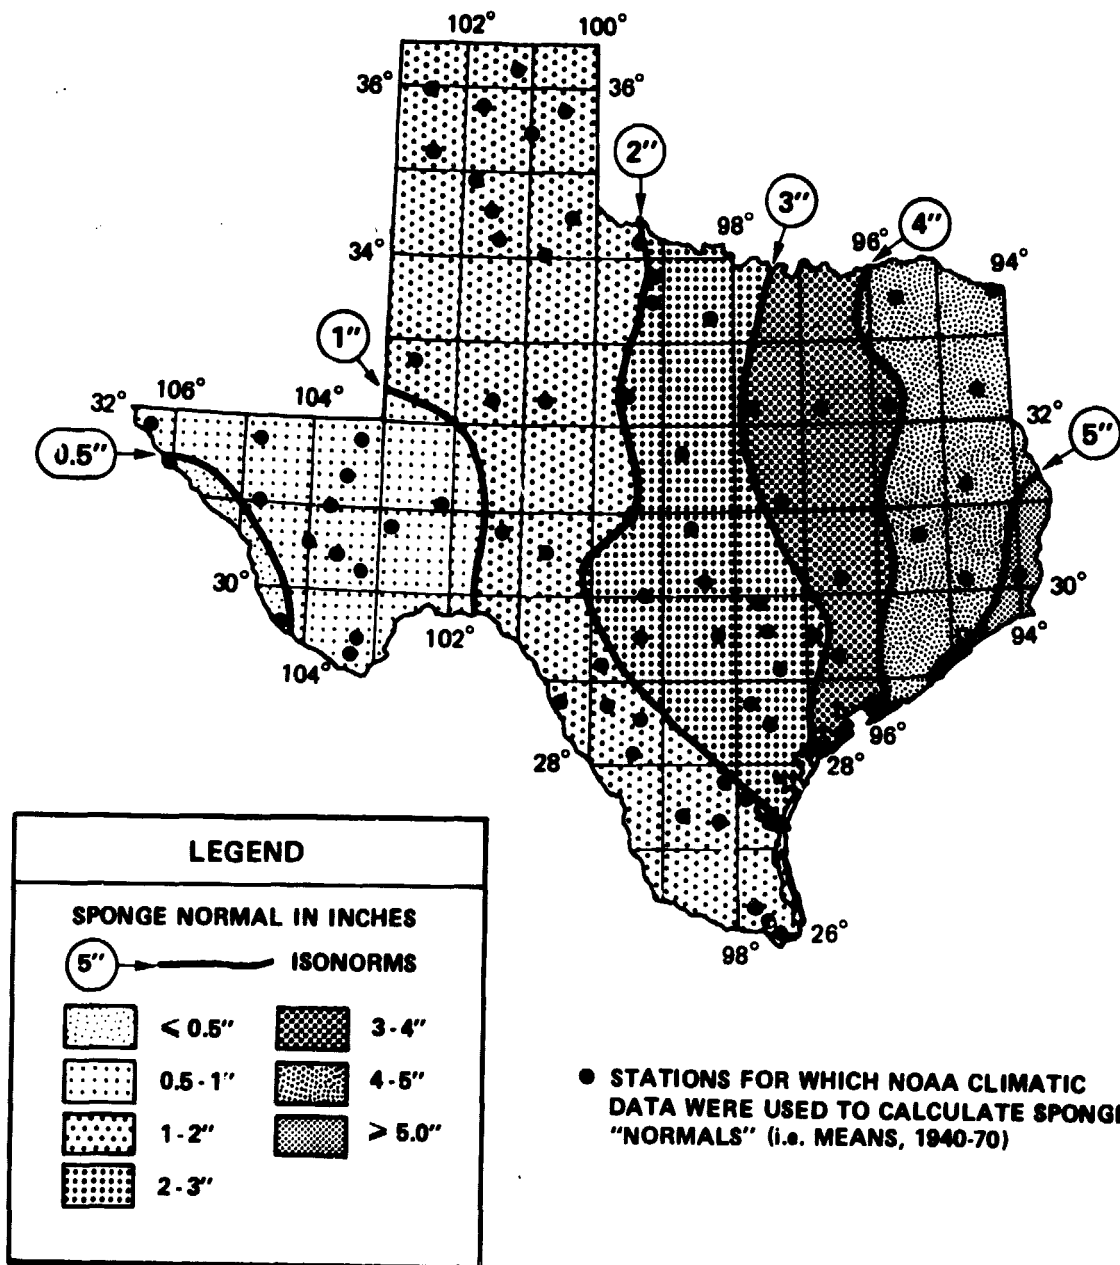 102° 100°
36° 36°
2"
98° 3" 96° 4" 94°
34°
1"
32° 106° 104° 32°
0.5" 5"
30° 30°
104° 102° 94°
96°
28° 28°
98° 26°
LEGEND
SPONGE NORMAL IN INCHES
5" ISONORMS
≤ 0.5" 3-4"
0.5-1" 4-5"
1-2" ≥ 5.0"
2-3"
● STATIONS FOR WHICH NOAA CLIMATIC
DATA WERE USED TO CALCULATE SPONGE
"NORMALS" (i.e. MEANS, 1940-70)